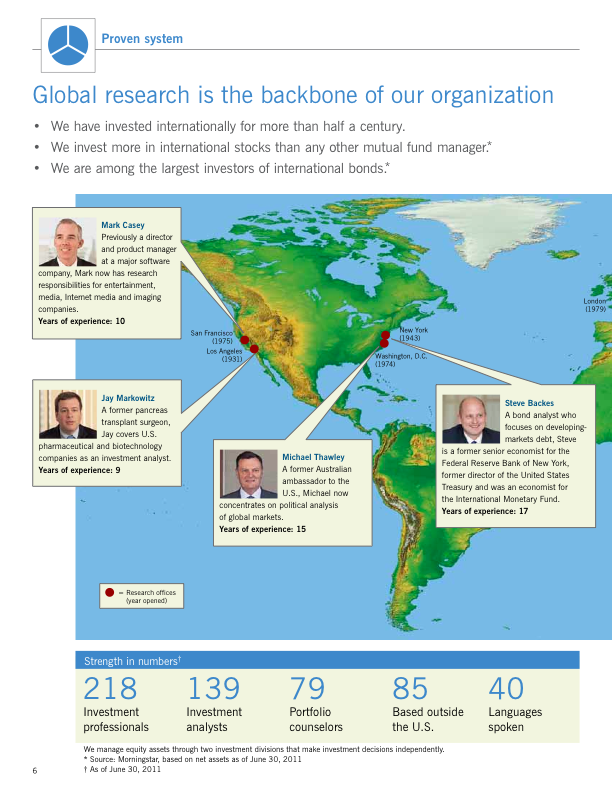 Proven system
Global research is the backbone of our organization
• We have invested internationally for more than half a century.
• We invest more in international stocks than any other mutual fund manager.*
• We are among the largest investors of international bonds.*
Mark Casey
Previously a director
and product manager
at a major software
company, Mark now has research
responsibilities for entertainment,
media, Internet media and imaging
companies.
Years of experience: 10
San Francisco
(1975)
Los Angeles
(1931)
New York
(1943)
Washington, D.C.
(1974)
London
(1979)
Jay Markowitz
A former pancreas
transplant surgeon,
Jay covers U.S.
pharmaceutical and biotechnology
companies as an investment analyst.
Years of experience: 9
Michael Thawley
A former Australian
ambassador to the
U.S., Michael now
concentrates on political analysis
of global markets.
Years of experience: 15
Steve Backes
A bond analyst who
focuses on developing-
markets debt, Steve
is a former senior economist for the
Federal Reserve Bank of New York,
former director of the United States
Treasury and was an economist for
the International Monetary Fund.
Years of experience: 17
= Research offices
(year opened)
Strength in numbers†
218
Investment
professionals
139
Investment
analysts
79
Portfolio
counselors
85
Based outside
the U.S.
40
Languages
spoken
We manage equity assets through two investment divisions that make investment decisions independently.
* Source: Morningstar, based on net assets as of June 30, 2011
† As of June 30, 2011
6